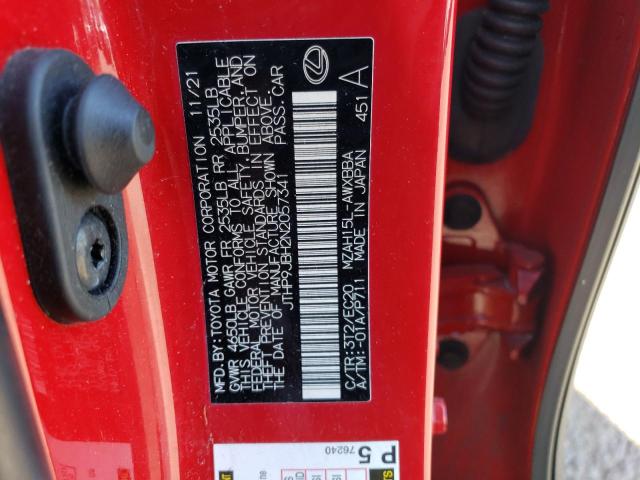 MFD.BY:TOYOTA MOTOR CORPORATION 11/21
GVWR 4650LB GAWR FR 2535LB RR 2535LB
THIS VEHICLE CONFORMS TO ALL APPLICABLE
FEDERAL MOTOR VEHICLE SAFETY, BUMPER, AND
THEFT PREVENTION STANDARDS IN EFFECT ON
THE DATE OF MANUFACTURE SHOWN ABOVE.
JTHP9JBH2N2057341 PASS.CAR
C/TR:3T2/EC20 MZAH15L-AWXBBA
A/TM:-01A/P711 MADE IN JAPAN 451 A
P 5
76240